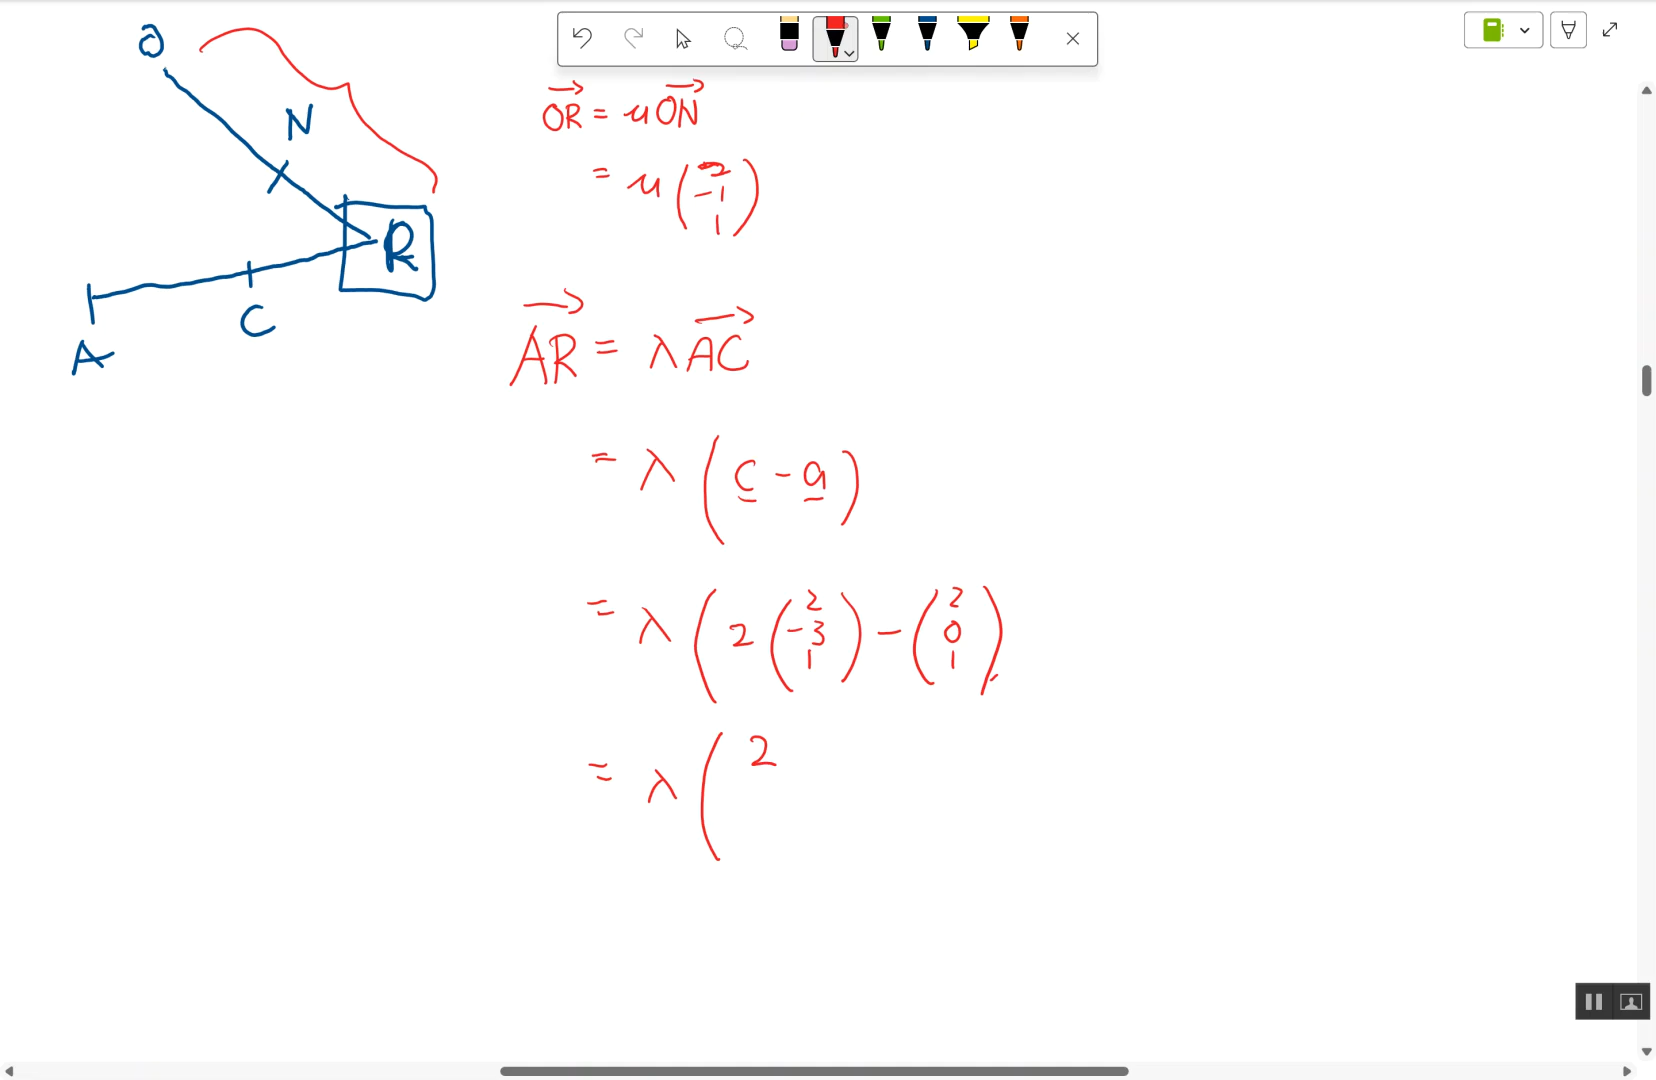 O
N
R
C
A
→OR = μ→ON
= μ(2 -1 1)
→AR = λ→AC
= λ(c - a)
= λ(2(2 -3 1) - (2 0 1))
= λ( 2